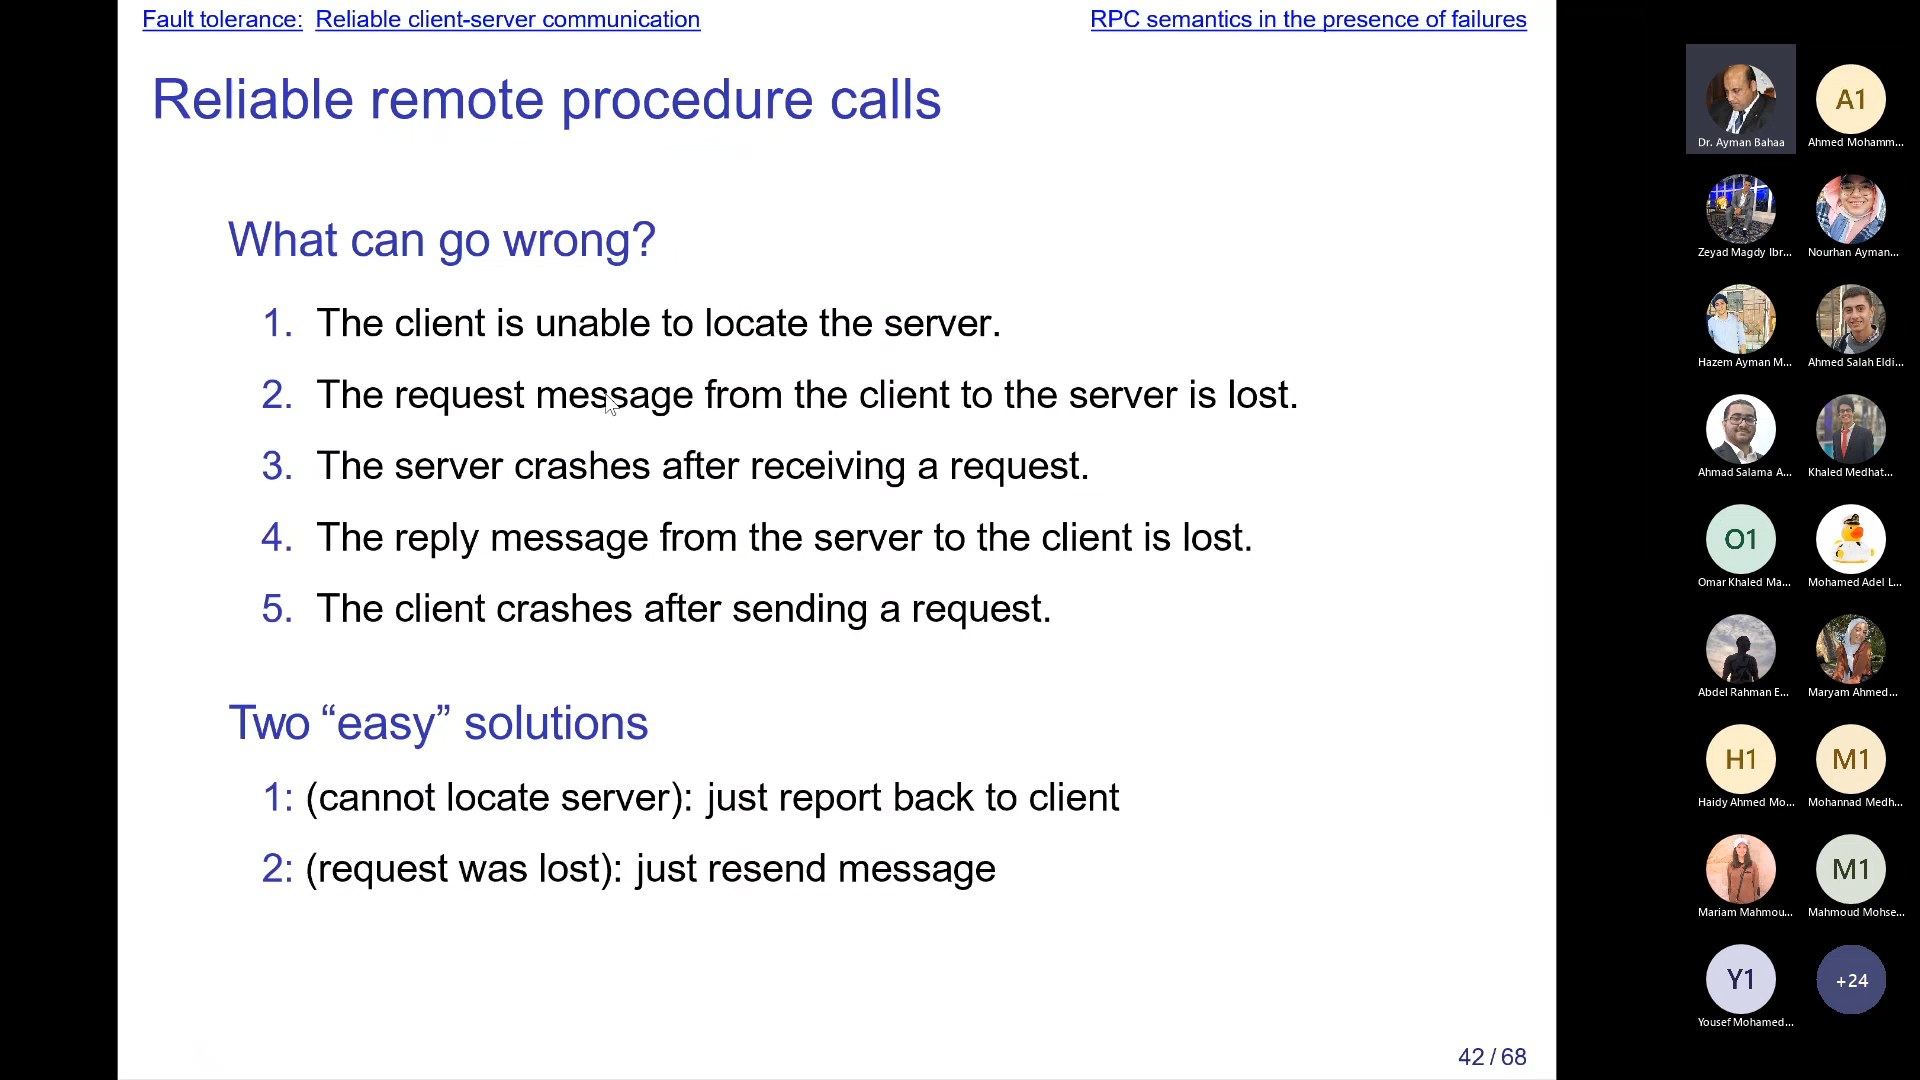 Fault tolerance: Reliable client-server communication RPC semantics in the presence of failures
Reliable remote procedure calls
What can go wrong?
1. The client is unable to locate the server.
2. The request message from the client to the server is lost.
3. The server crashes after receiving a request.
4. The reply message from the server to the client is lost.
5. The client crashes after sending a request.
Two “easy” solutions
1: (cannot locate server): just report back to client
2: (request was lost): just resend message
42 / 68
Dr. Ayman Bahaa
A1
Ahmed Mohamm...
Zeyad Magdy Ibr...
Nourhan Ayman...
Hazem Ayman M...
Ahmed Salah Eldi...
Ahmad Salama A...
Khaled Medhat...
O1
Omar Khaled Ma...
Mohamed Adel L...
Abdel Rahman E...
Maryam Ahmed...
H1
Haidy Ahmed Mo...
M1
Mohannad Medh...
Mariam Mahmou...
M1
Mahmoud Mohse...
Y1
Yousef Mohamed...
+24